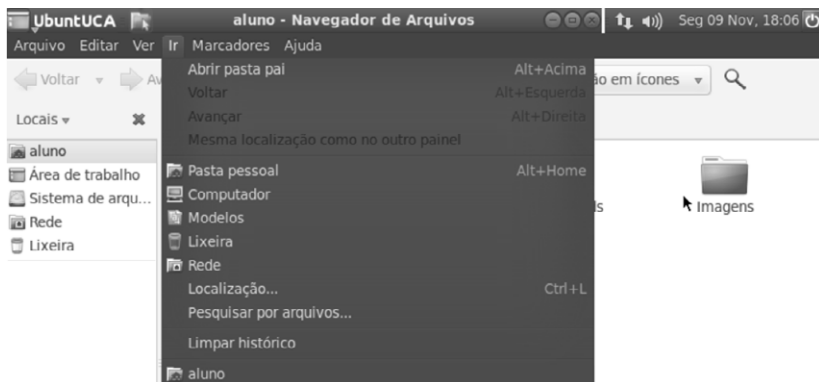 UbuntUCA aluno - Navegador de Arquivos Seg 09 Nov, 18:06
Arquivo Editar Ver Ir Marcadores Ajuda
Voltar
Abrir pasta pai Alt+Acima
Voltar Alt+Esquerda
Avançar Alt+Direita
Mesma localização como no outro painel
Pasta pessoal Alt+Home
Computador
Modelos
Lixeira
Rede
Localização... Ctrl+L
Pesquisar por arquivos...
Limpar histórico
aluno
em ícones
Locais
aluno
Área de trabalho
Sistema de arqu...
Rede
Lixeira
Imagens